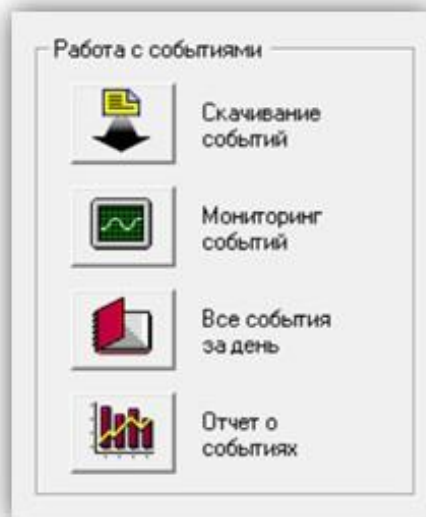 Работа с событиями
Скачивание
событий
Мониторинг
событий
Все события
за день
Отчет о
событиях